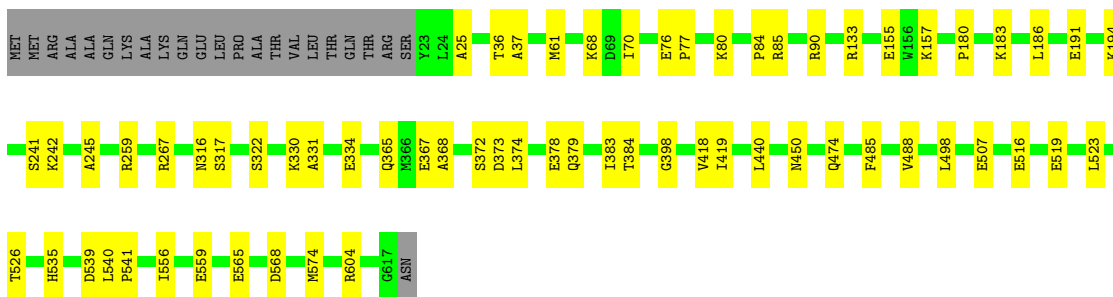 MET MET ARG ALA ALA GLN LYS ALA LYS GLN GLU LEU PRO ALA THR VAL LEU THR GLN THR THR ARG SER Y23 L24 A25 T36 A37 M61 K68 D69 I70 E76 P77 K80 P84 R85 R90 R133 E155 W156 K157 P180 K183 L186 E191 K194
S241 K242 A245 R259 R267 N316 S317 S322 K330 A331 E334 Q365 M366 E367 A368 S372 D373 L374 E378 Q379 I383 T384 G398 V418 I419 L440 N450 Q474 F485 V488 L498 E507 E516 E519 L523
T526 H535 D539 L540 P541 I556 E559 E565 D568 M574 R604 G617 ASN